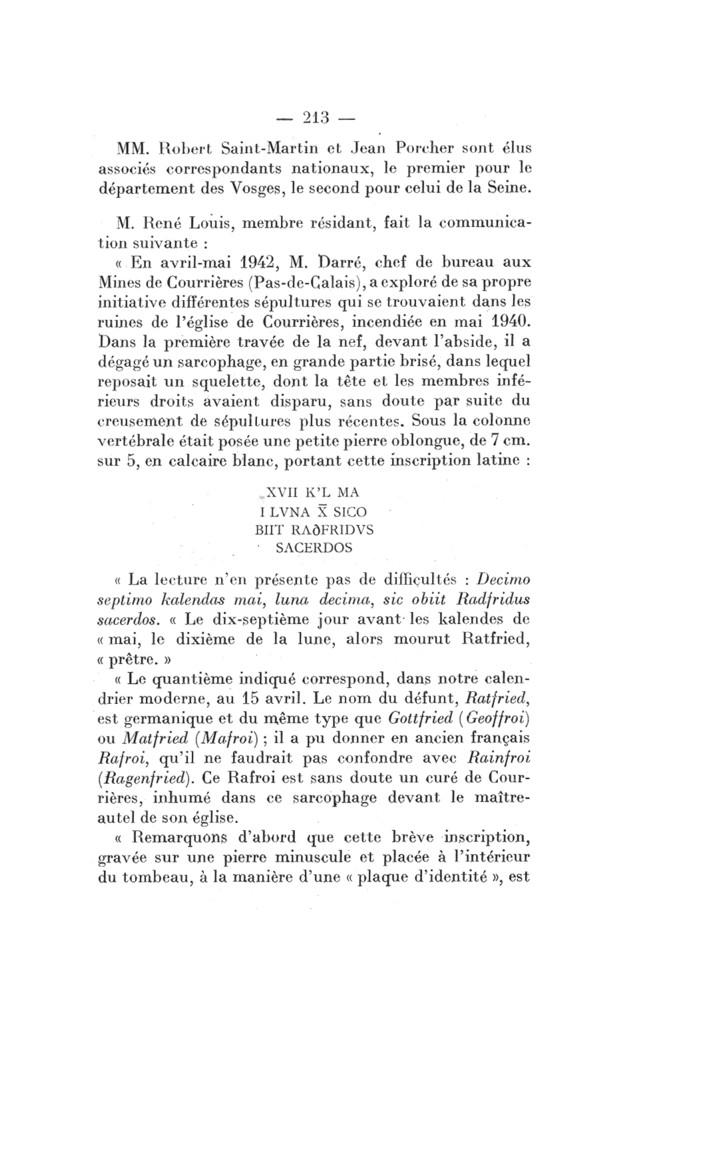 — 213 —
MM. Robert Saint-Martin et Jean Porcher sont élus
associés correspondants nationaux, le premier pour le
département des Vosges, le second pour celui de la Seine.
M. René Louis, membre résidant, fait la communica-
tion suivante :
« En avril-mai 1942, M. Darré, chef de bureau aux
Mines de Courrières (Pas-de-Calais), a exploré de sa propre
initiative différentes sépultures qui se trouvaient dans les
ruines de l'église de Courrières, incendiée en mai 1940.
Dans la première travée de la nef, devant l'abside, il a
dégagé un sarcophage, en grande partie brisé, dans lequel
reposait un squelette, dont la tête et les membres infé-
rieurs droits avaient disparu, sans doute par suite du
creusement de sépultures plus récentes. Sous la colonne
vertébrale était posée une petite pierre oblongue, de 7 cm.
sur 5, en calcaire blanc, portant cette inscription latine :
XVII K'L MA
I LVNA X̅ SICO
BIIT RAδFRIDVS
SACERDOS
« La lecture n'en présente pas de difficultés : Decimo
septimo kalendas mai, luna decima, sic obiit Radfridus
sacerdos. « Le dix-septième jour avant les kalendes de
« mai, le dixième de la lune, alors mourut Ratfried,
« prêtre. »
« Le quantième indiqué correspond, dans notre calen-
drier moderne, au 15 avril. Le nom du défunt, Ratfried,
est germanique et du même type que Gottfried (Geoffroi)
ou Matfried (Mafroi) ; il a pu donner en ancien français
Rafroi, qu'il ne faudrait pas confondre avec Rainfroi
(Ragenfried). Ce Rafroi est sans doute un curé de Cour-
rières, inhumé dans ce sarcophage devant le maître-
autel de son église.
« Remarquons d'abord que cette brève inscription,
gravée sur une pierre minuscule et placée à l'intérieur
du tombeau, à la manière d'une « plaque d'identité », est